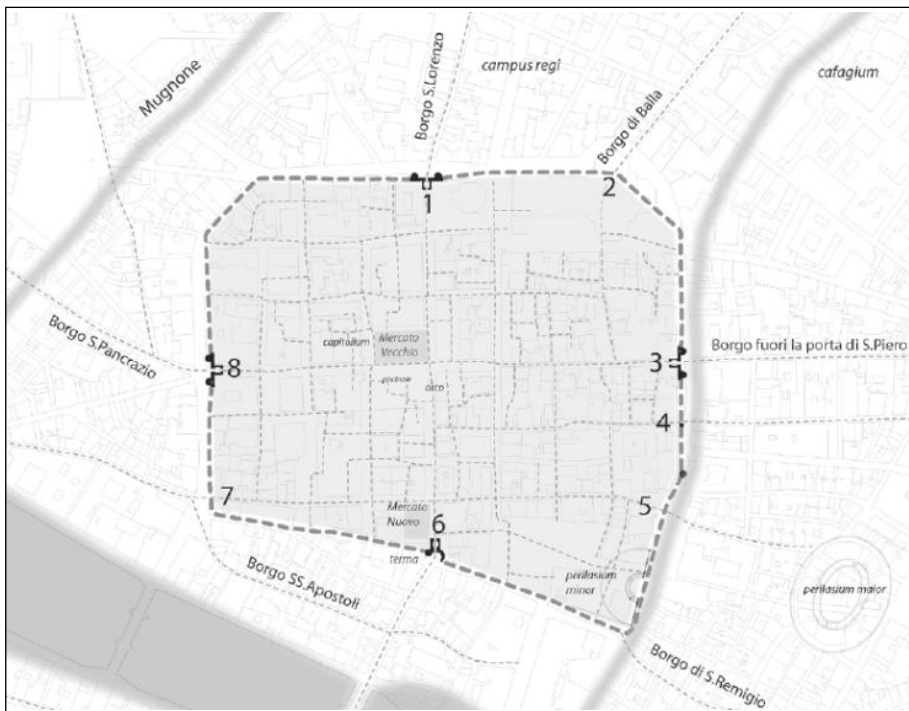 Mugnone
Borgo S.Lorenzo
campus regi
cafagium
Borgo di Balla
1
2
Borgo S.Pancrazio
capitolium
Mercato
Vecchio
3
Borgo fuori la porta di S.Piero
8
arco
4
7
Mercato
Nuovo
5
6
terma
Borgo SS.Apostoli
perilasium
minor
perilasium maior
Borgo di S.Remigio